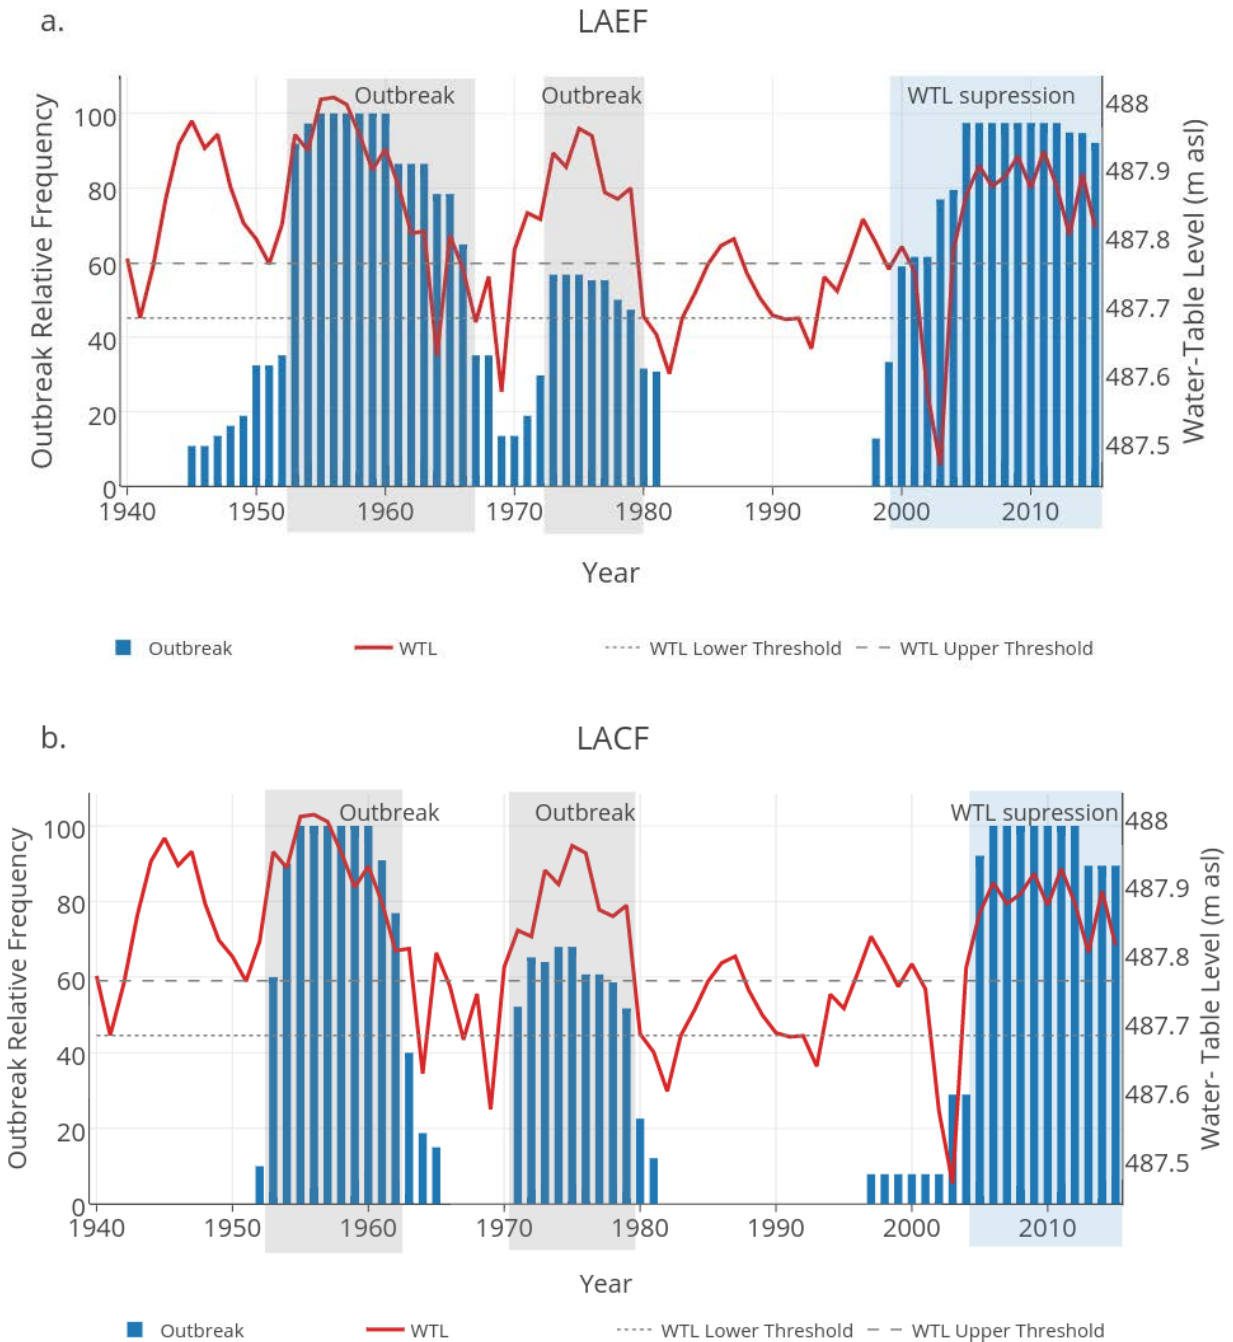 a.
LAEF
Outbreak Outbreak WTL supression
Outbreak Relative Frequency
100
80
60
40
20
0
488
487.9
487.8
487.7
487.6
487.5
Water-Table Level (m asl)
1940 1950 1960 1970 1980 1990 2000 2010
Year
Outbreak WTL WTL Lower Threshold WTL Upper Threshold
b.
LACF
Outbreak Outbreak WTL supression
Outbreak Relative Frequency
100
80
60
40
20
0
488
487.9
487.8
487.7
487.6
487.5
Water- Table Level (m asl)
1940 1950 1960 1970 1980 1990 2000 2010
Year
Outbreak WTL WTL Lower Threshold WTL Upper Threshold